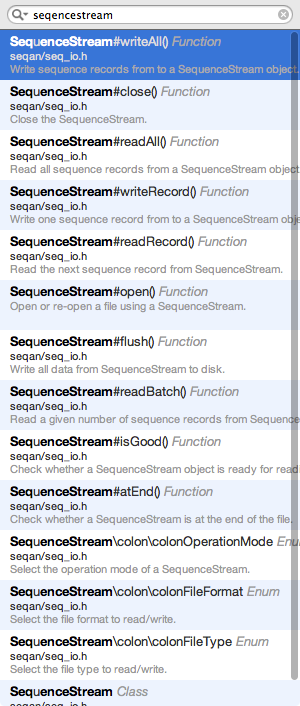 seqencestream
SequenceStream#writeAll() Function
seqan/seq_io.h
Write sequence records from to a SequenceStream object.
SequenceStream#close() Function
seqan/seq_io.h
Close the SequenceStream.
SequenceStream#readAll() Function
seqan/seq_io.h
Read all sequence records from a SequenceStream object
SequenceStream#writeRecord() Function
seqan/seq_io.h
Write one sequence record from to a SequenceStream obje
SequenceStream#readRecord() Function
seqan/seq_io.h
Read the next sequence record from SequenceStream.
SequenceStream#open() Function
seqan/seq_io.h
Open or re-open a file using a SequenceStream.
SequenceStream#flush() Function
seqan/seq_io.h
Write all data from SequenceStream to disk.
SequenceStream#readBatch() Function
seqan/seq_io.h
Read a given number of sequence records from Sequence
SequenceStream#isGood() Function
seqan/seq_io.h
Check whether a SequenceStream object is ready for read
SequenceStream#atEnd() Function
seqan/seq_io.h
Check whether a SequenceStream is at the end of the file.
SequenceStream\colon\colonOperationMode Enum
seqan/seq_io.h
Select the operation mode of a SequenceStream.
SequenceStream\colon\colonFileFormat Enum
seqan/seq_io.h
Select the file format to read/write.
SequenceStream\colon\colonFileType Enum
seqan/seq_io.h
Select the file type to read/write.
SequenceStream Class
seqan/seq_io.h